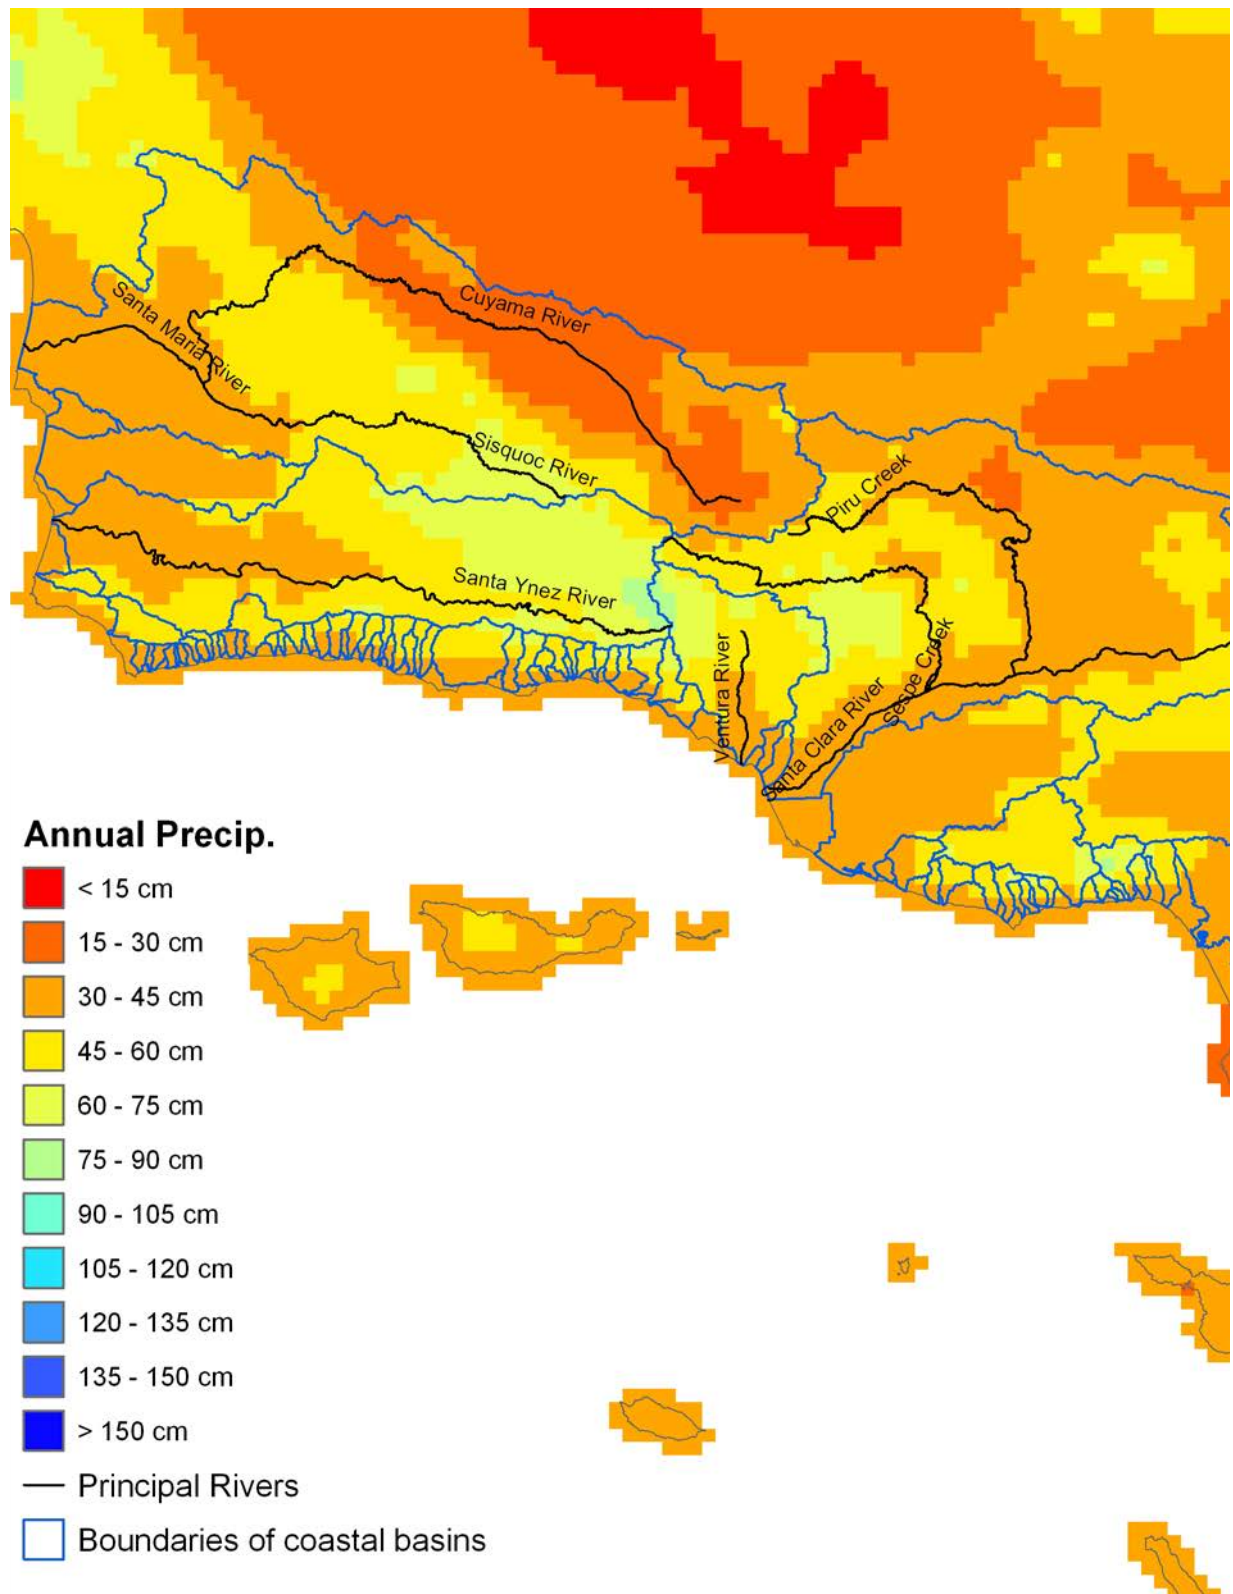 Cuyama River
Santa Maria River
Sisquoc River
Piru Creek
Santa Ynez River
Ventura River
Sespe Creek
Santa Clara River
Annual Precip.
< 15 cm
15 - 30 cm
30 - 45 cm
45 - 60 cm
60 - 75 cm
75 - 90 cm
90 - 105 cm
105 - 120 cm
120 - 135 cm
135 - 150 cm
> 150 cm
Principal Rivers
Boundaries of coastal basins